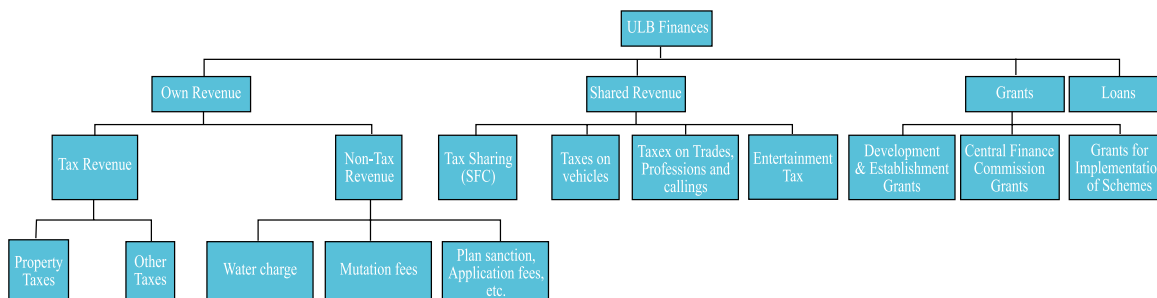 ULB Finances
Own Revenue
Shared Revenue
Grants
Loans
Tax Revenue
Non-Tax
Revenue
Tax Sharing
(SFC)
Taxes on
vehicles
Taxex on Trades,
Professions and
callings
Entertainment
Tax
Development
& Establishment
Grants
Central Finance
Commission
Grants
Grants for
Implementation
of Schemes
Property
Taxes
Other
Taxes
Water charge
Mutation fees
Plan sanction,
Application fees,
etc.